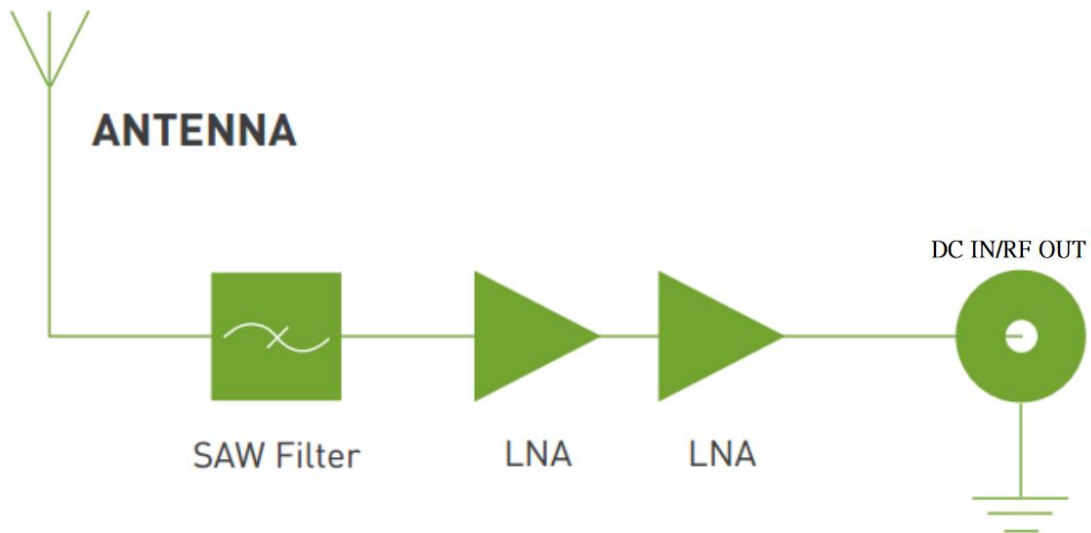 ANTENNA
DC IN/RF OUT
SAW Filter
LNA
LNA